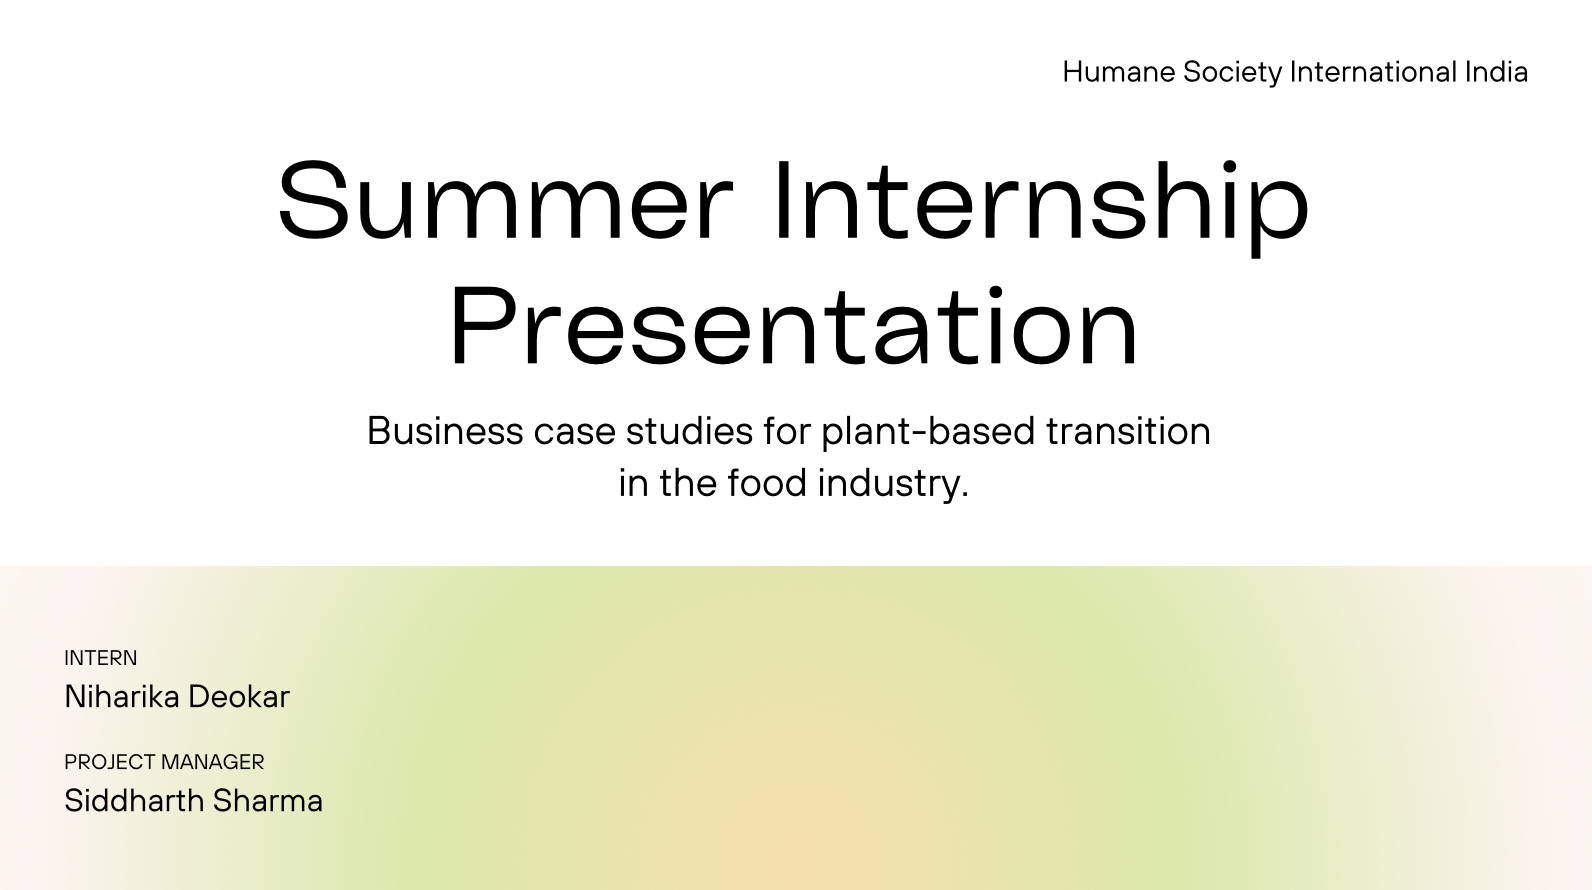 Humane Society International India
Summer Internship
Presentation
Business case studies for plant-based transition
in the food industry.
INTERN
Niharika Deokar
PROJECT MANAGER
Siddharth Sharma